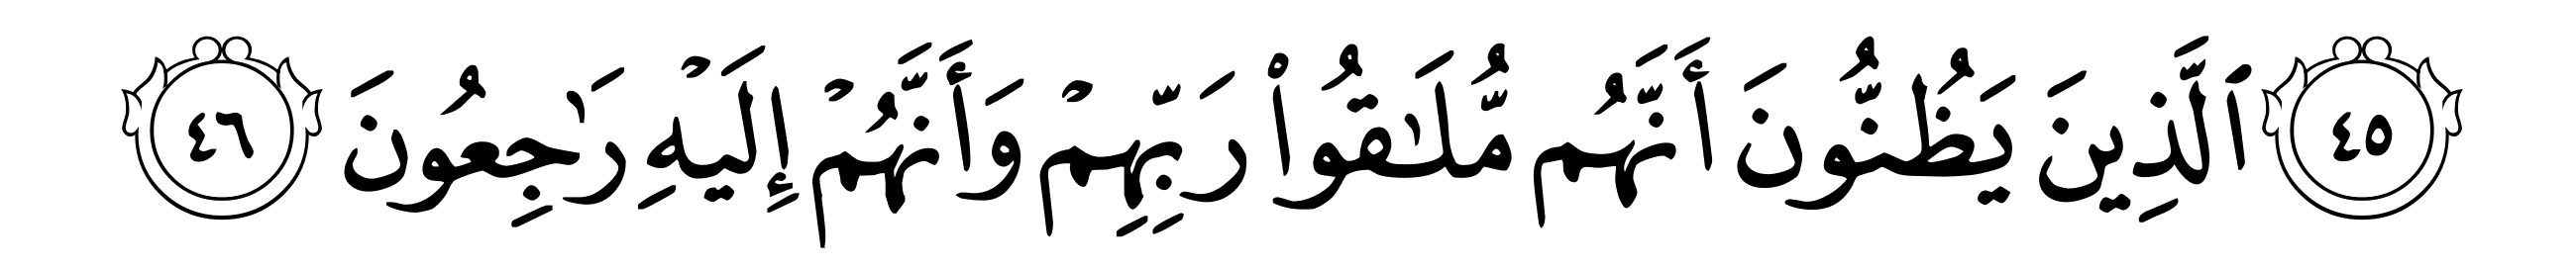 ٤٥ ٱلَّذِينَ يَظُنُّونَ أَنَّهُم مُّلَـٰقُوا۟ رَبِّهِمْ وَأَنَّهُمْ إِلَيْهِ رَٰجِعُونَ ٤٦